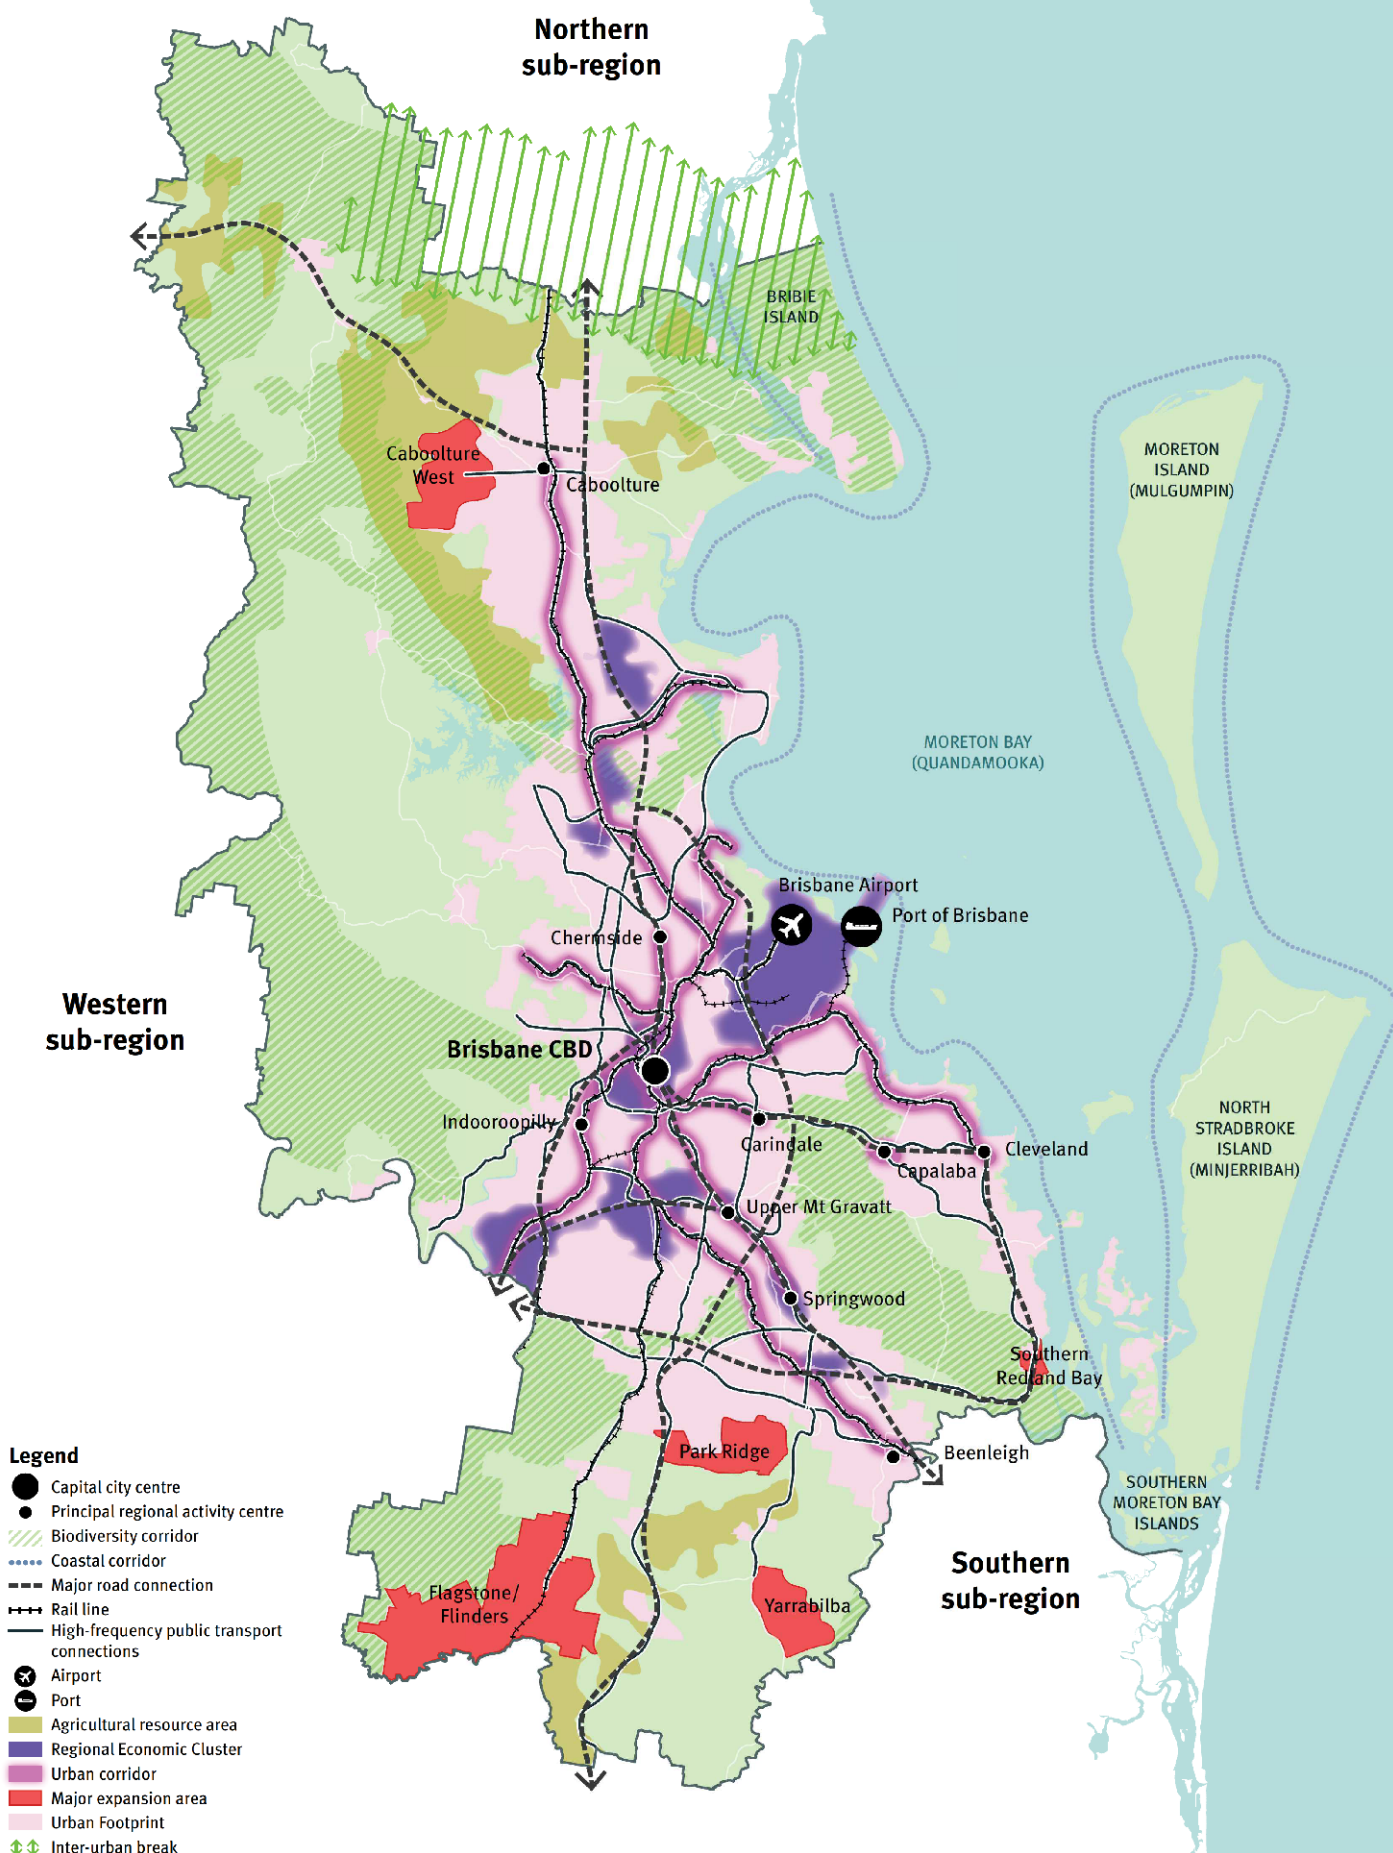 Northern
sub-region
BRIBIE
ISLAND
MORETON
ISLAND
(MULGUMPIN)
Caboolture
West
Caboolture
MORETON BAY
(QUANDAMOOKA)
Brisbane Airport
Port of Brisbane
Chermside
Western
sub-region
Brisbane CBD
Indooroopilly
Carindale
Capalaba
Cleveland
NORTH
STRADBROKE
ISLAND
(MINJERRIBAH)
Upper Mt Gravatt
Springwood
Southern
Redland Bay
Park Ridge
Beenleigh
SOUTHERN
MORETON BAY
ISLANDS
Southern
sub-region
Flagstone/
Flinders
Yarrabilba
Legend
Capital city centre
Principal regional activity centre
Biodiversity corridor
Coastal corridor
Major road connection
Rail line
High-frequency public transport
connections
Airport
Port
Agricultural resource area
Regional Economic Cluster
Urban corridor
Major expansion area
Urban Footprint
Inter-urban break